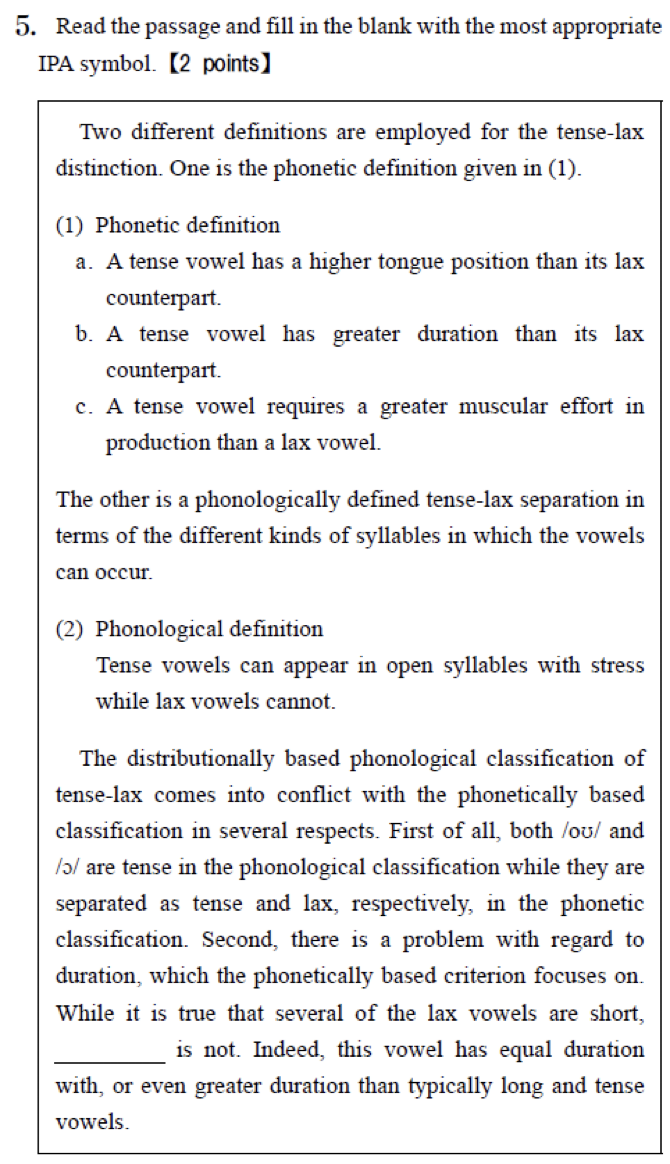 5. Read the passage and fill in the blank with the most appropriate
IPA symbol. 【2 points】
Two different definitions are employed for the tense-lax
distinction. One is the phonetic definition given in (1).
(1) Phonetic definition
a. A tense vowel has a higher tongue position than its lax
counterpart.
b. A tense vowel has greater duration than its lax
counterpart.
c. A tense vowel requires a greater muscular effort in
production than a lax vowel.
The other is a phonologically defined tense-lax separation in
terms of the different kinds of syllables in which the vowels
can occur.
(2) Phonological definition
Tense vowels can appear in open syllables with stress
while lax vowels cannot.
The distributionally based phonological classification of
tense-lax comes into conflict with the phonetically based
classification in several respects. First of all, both /oʊ/ and
/ɔ/ are tense in the phonological classification while they are
separated as tense and lax, respectively, in the phonetic
classification. Second, there is a problem with regard to
duration, which the phonetically based criterion focuses on.
While it is true that several of the lax vowels are short,
__________ is not. Indeed, this vowel has equal duration
with, or even greater duration than typically long and tense
vowels.